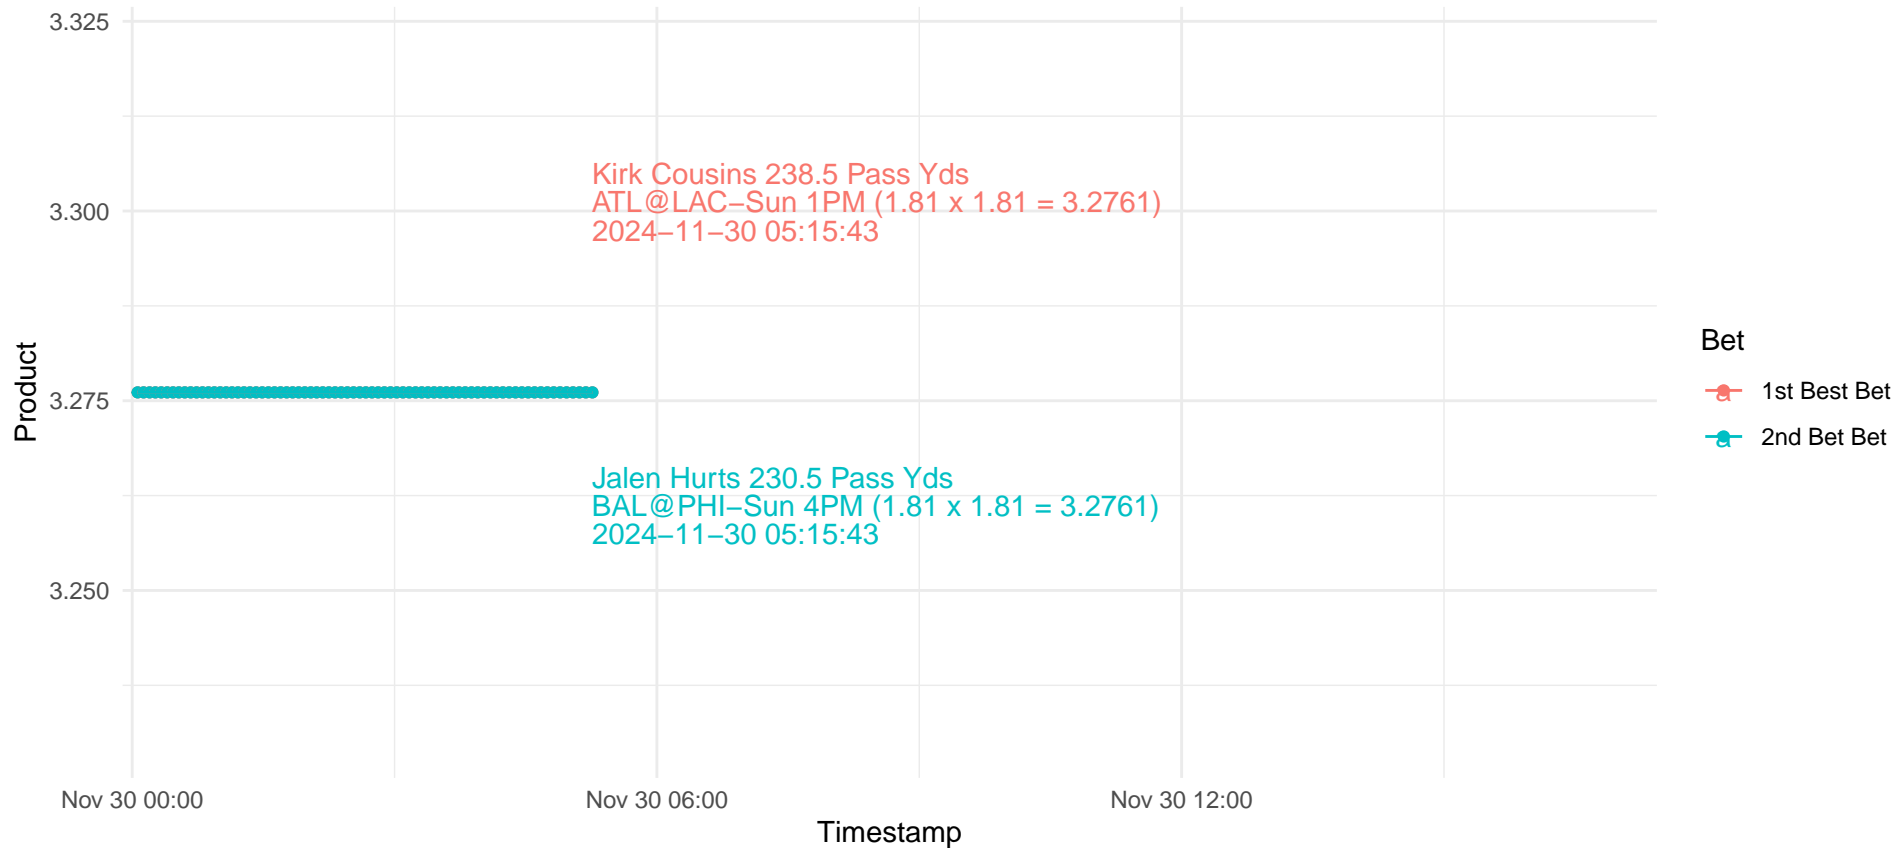 3.325
3.300
3.275
3.250
Product
Kirk Cousins 238.5 Pass Yds
ATL@LAC−Sun 1PM (1.81 x 1.81 = 3.2761)
2024−11−30 05:15:43
Jalen Hurts 230.5 Pass Yds
BAL@PHI−Sun 4PM (1.81 x 1.81 = 3.2761)
2024−11−30 05:15:43
Nov 30 00:00
Nov 30 06:00
Nov 30 12:00
Timestamp
Bet
a 1st Best Bet
a 2nd Bet Bet